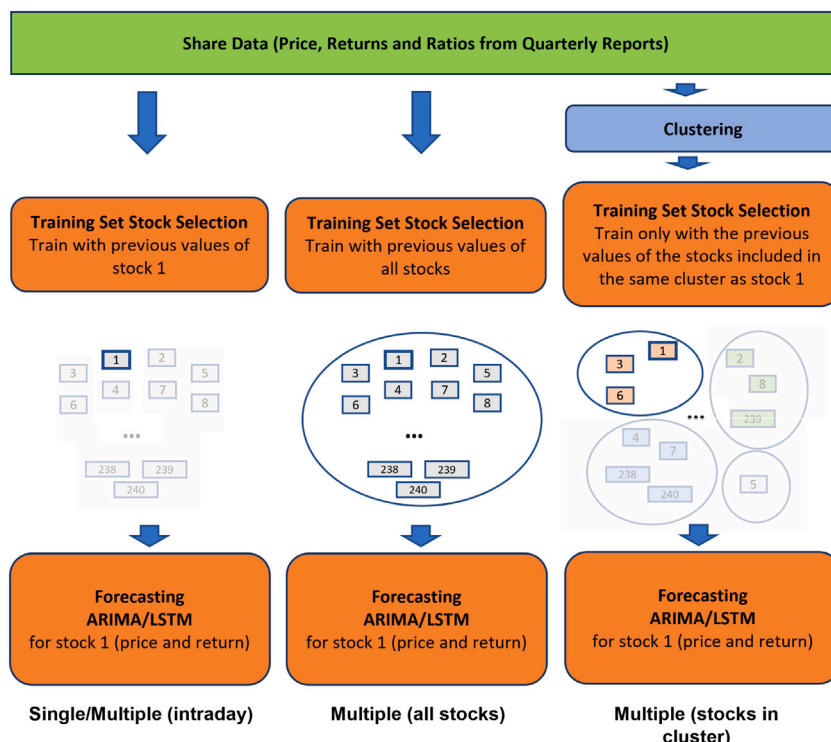 Share Data (Price, Returns and Ratios from Quarterly Reports)
Clustering
Training Set Stock Selection
Train with previous values of
stock 1
Training Set Stock Selection
Train with previous values of
all stocks
Training Set Stock Selection
Train only with the previous
values of the stocks included in
the same cluster as stock 1
1
2
3
5
4
7
6
8
...
238
239
240
1
2
3
5
4
7
6
8
...
238
239
240
1
3
6
2
8
239
...
4
7
238
240
5
Forecasting
ARIMA/LSTM
for stock 1 (price and return)
Forecasting
ARIMA/LSTM
for stock 1 (price and return)
Forecasting
ARIMA/LSTM
for stock 1 (price and return)
Single/Multiple (intraday)
Multiple (all stocks)
Multiple (stocks in
cluster)